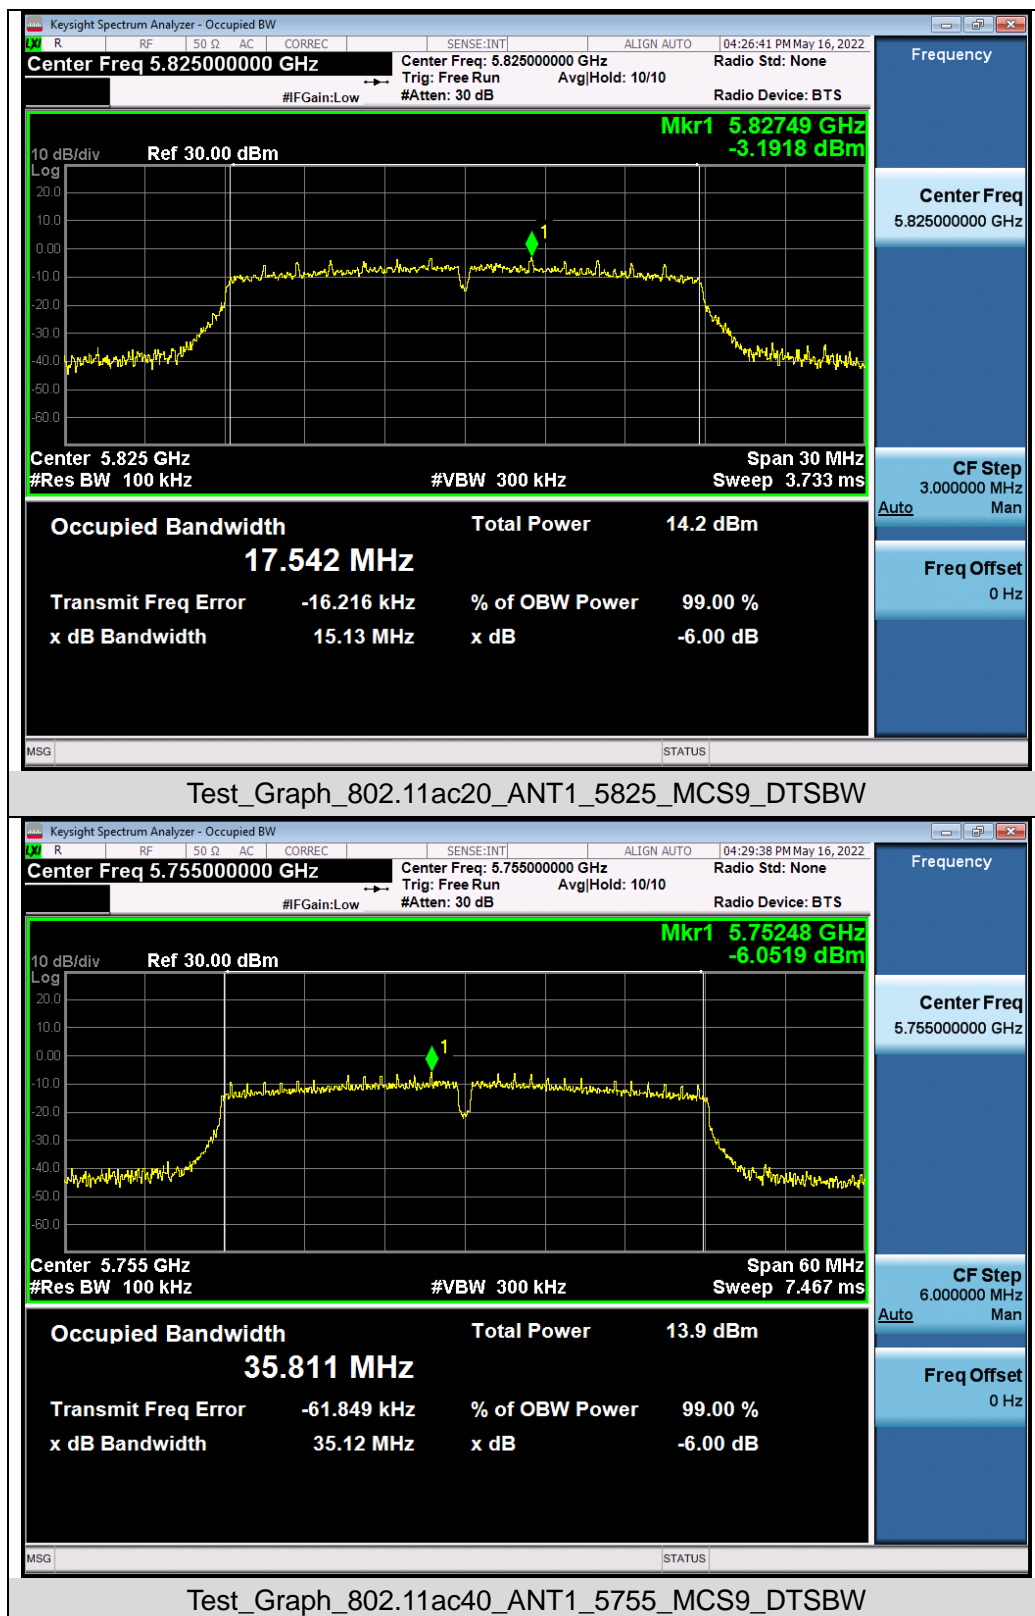 Keysight Spectrum Analyzer - Occupied BW
LXI R RF 50 Ω AC CORREC SENSE:INT ALIGN AUTO 04:26:41 PM May 16, 2022
Center Freq 5.825000000 GHz
Center Freq: 5.825000000 GHz
Radio Std: None
Trig: Free Run Avg|Hold: 10/10
#IFGain:Low #Atten: 30 dB Radio Device: BTS
Frequency
Mkr1 5.82749 GHz
-3.1918 dBm
10 dB/div Ref 30.00 dBm
Log
20.0
10.0
0.00
-10.0
-20.0
-30.0
-40.0
-50.0
-60.0
1
Center 5.825 GHz Span 30 MHz
#Res BW 100 kHz #VBW 300 kHz Sweep 3.733 ms
Center Freq
5.825000000 GHz
CF Step
3.000000 MHz
Auto Man
Freq Offset
0 Hz
Occupied Bandwidth Total Power 14.2 dBm
17.542 MHz
Transmit Freq Error -16.216 kHz % of OBW Power 99.00 %
x dB Bandwidth 15.13 MHz x dB -6.00 dB
MSG STATUS
Test_Graph_802.11ac20_ANT1_5825_MCS9_DTSBW
Keysight Spectrum Analyzer - Occupied BW
LXI R RF 50 Ω AC CORREC SENSE:INT ALIGN AUTO 04:29:38 PM May 16, 2022
Center Freq 5.755000000 GHz
Center Freq: 5.755000000 GHz
Radio Std: None
Trig: Free Run Avg|Hold: 10/10
#IFGain:Low #Atten: 30 dB Radio Device: BTS
Frequency
Mkr1 5.75248 GHz
-6.0519 dBm
10 dB/div Ref 30.00 dBm
Log
20.0
10.0
0.00
-10.0
-20.0
-30.0
-40.0
-50.0
-60.0
1
Center 5.755 GHz Span 60 MHz
#Res BW 100 kHz #VBW 300 kHz Sweep 7.467 ms
Center Freq
5.755000000 GHz
CF Step
6.000000 MHz
Auto Man
Freq Offset
0 Hz
Occupied Bandwidth Total Power 13.9 dBm
35.811 MHz
Transmit Freq Error -61.849 kHz % of OBW Power 99.00 %
x dB Bandwidth 35.12 MHz x dB -6.00 dB
MSG STATUS
Test_Graph_802.11ac40_ANT1_5755_MCS9_DTSBW